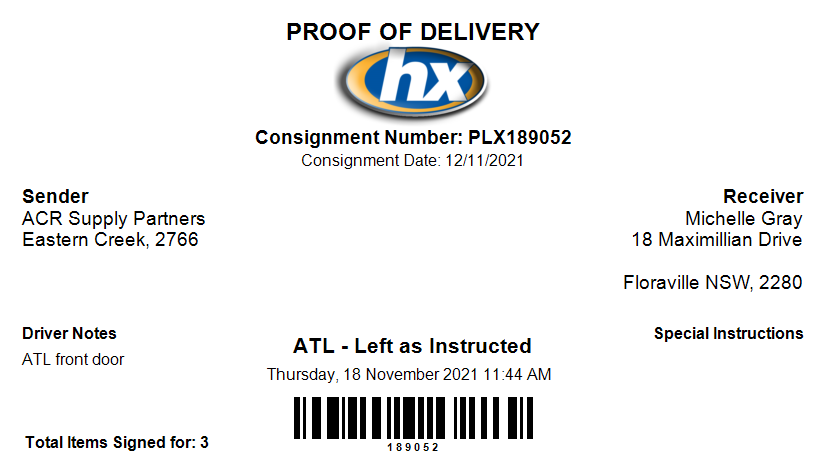 PROOF OF DELIVERY
hx
Consignment Number: PLX189052
Consignment Date: 12/11/2021
Sender
ACR Supply Partners
Eastern Creek, 2766
Receiver
Michelle Gray
18 Maximillian Drive
Floraville NSW, 2280
Driver Notes
ATL front door
ATL - Left as Instructed
Thursday, 18 November 2021 11:44 AM
Special Instructions
189052
Total Items Signed for: 3